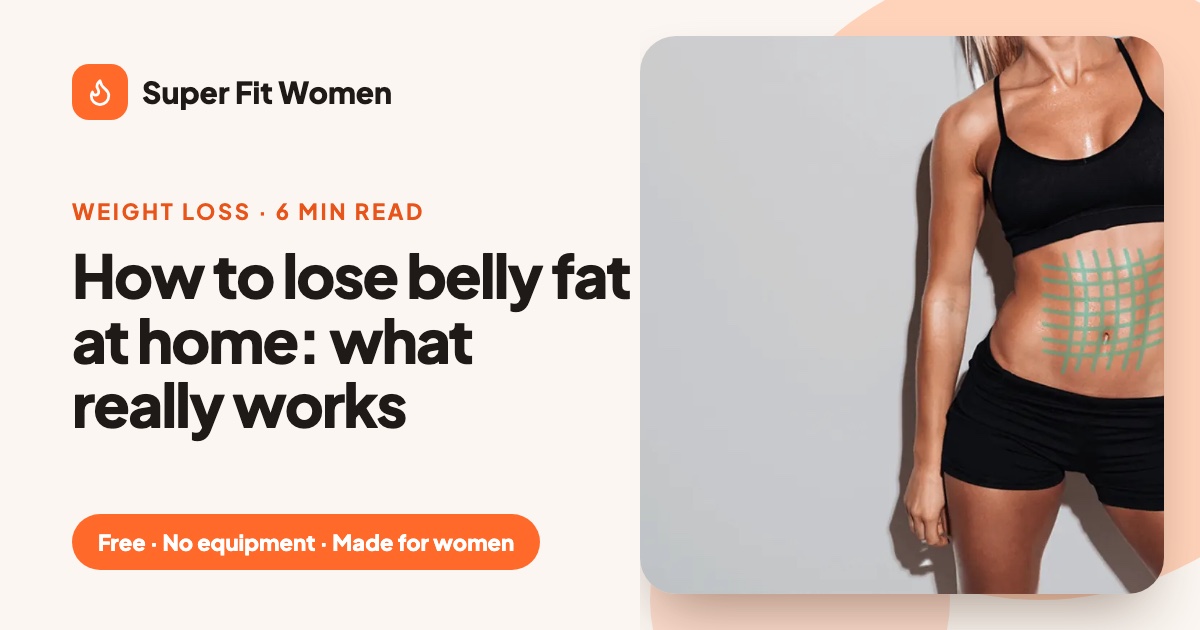 Super Fit Women
WEIGHT LOSS · 6 MIN READ
How to lose belly fat
at home: what
really works
Free · No equipment · Made for women